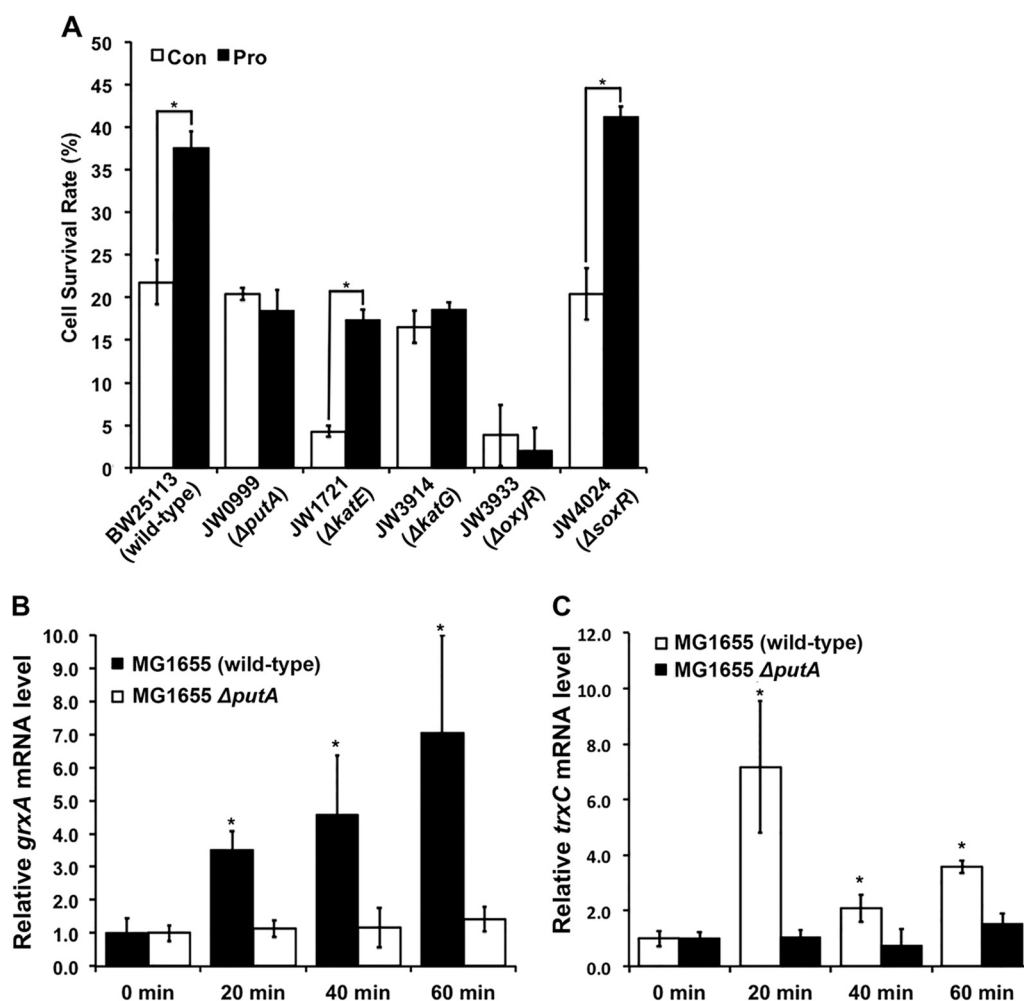 A
50
45
40
35
30
25
20
15
10
5
0
Cell Survival Rate (%)
Con Pro
*
*
*
BW25113
(wild-type)
JW0999
(ΔputA)
JW1721
(ΔkatE)
JW3914
(ΔkatG)
JW3933
(ΔoxyR)
JW4024
(ΔsoxR)
B
10.0
9.0
8.0
7.0
6.0
5.0
4.0
3.0
2.0
1.0
0.0
Relative grxA mRNA level
MG1655 (wild-type)
MG1655 ΔputA
*
*
*
0 min 20 min 40 min 60 min
C
12.0
10.0
8.0
6.0
4.0
2.0
0.0
Relative trxC mRNA level
MG1655 (wild-type)
MG1655 ΔputA
*
*
*
0 min 20 min 40 min 60 min